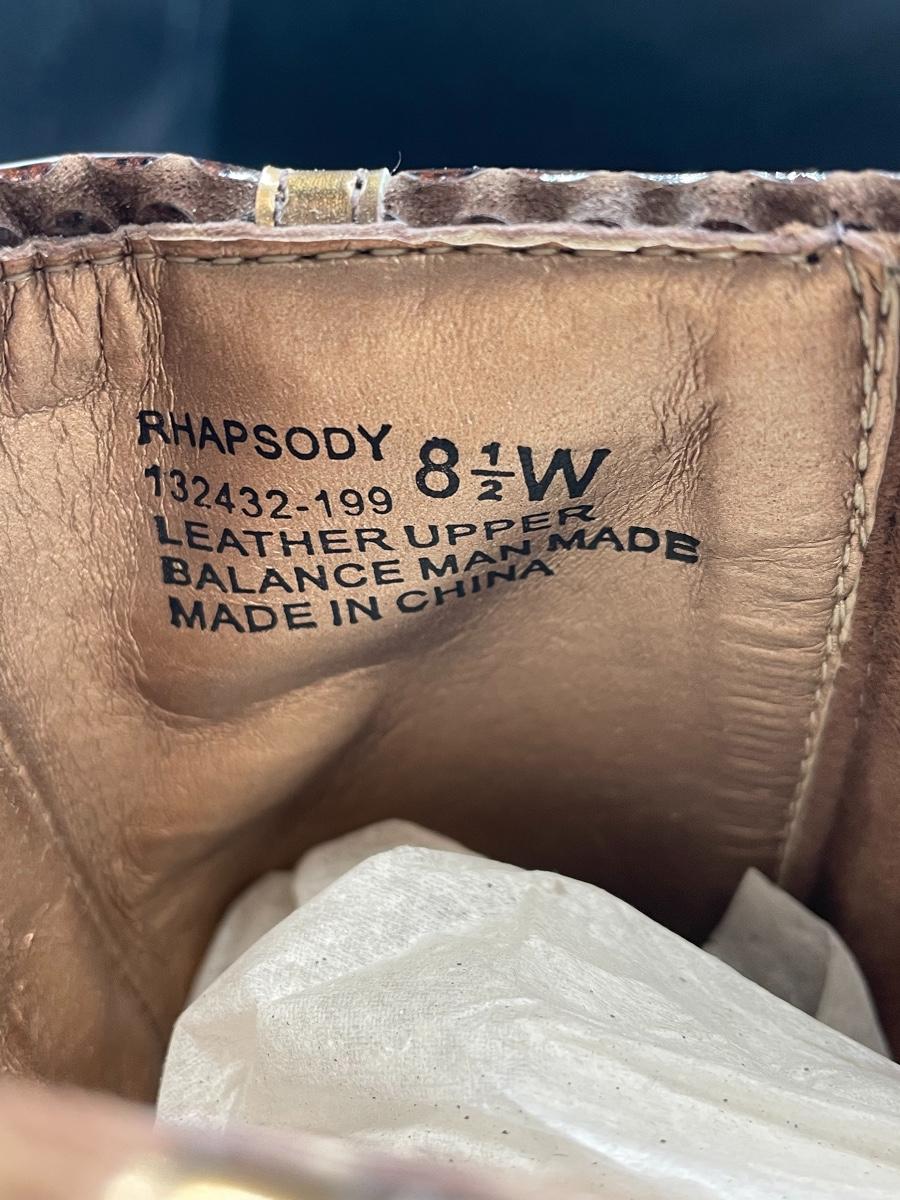 RHAPSODY 8½W
132432-199
LEATHER UPPER
BALANCE MAN MADE
MADE IN CHINA